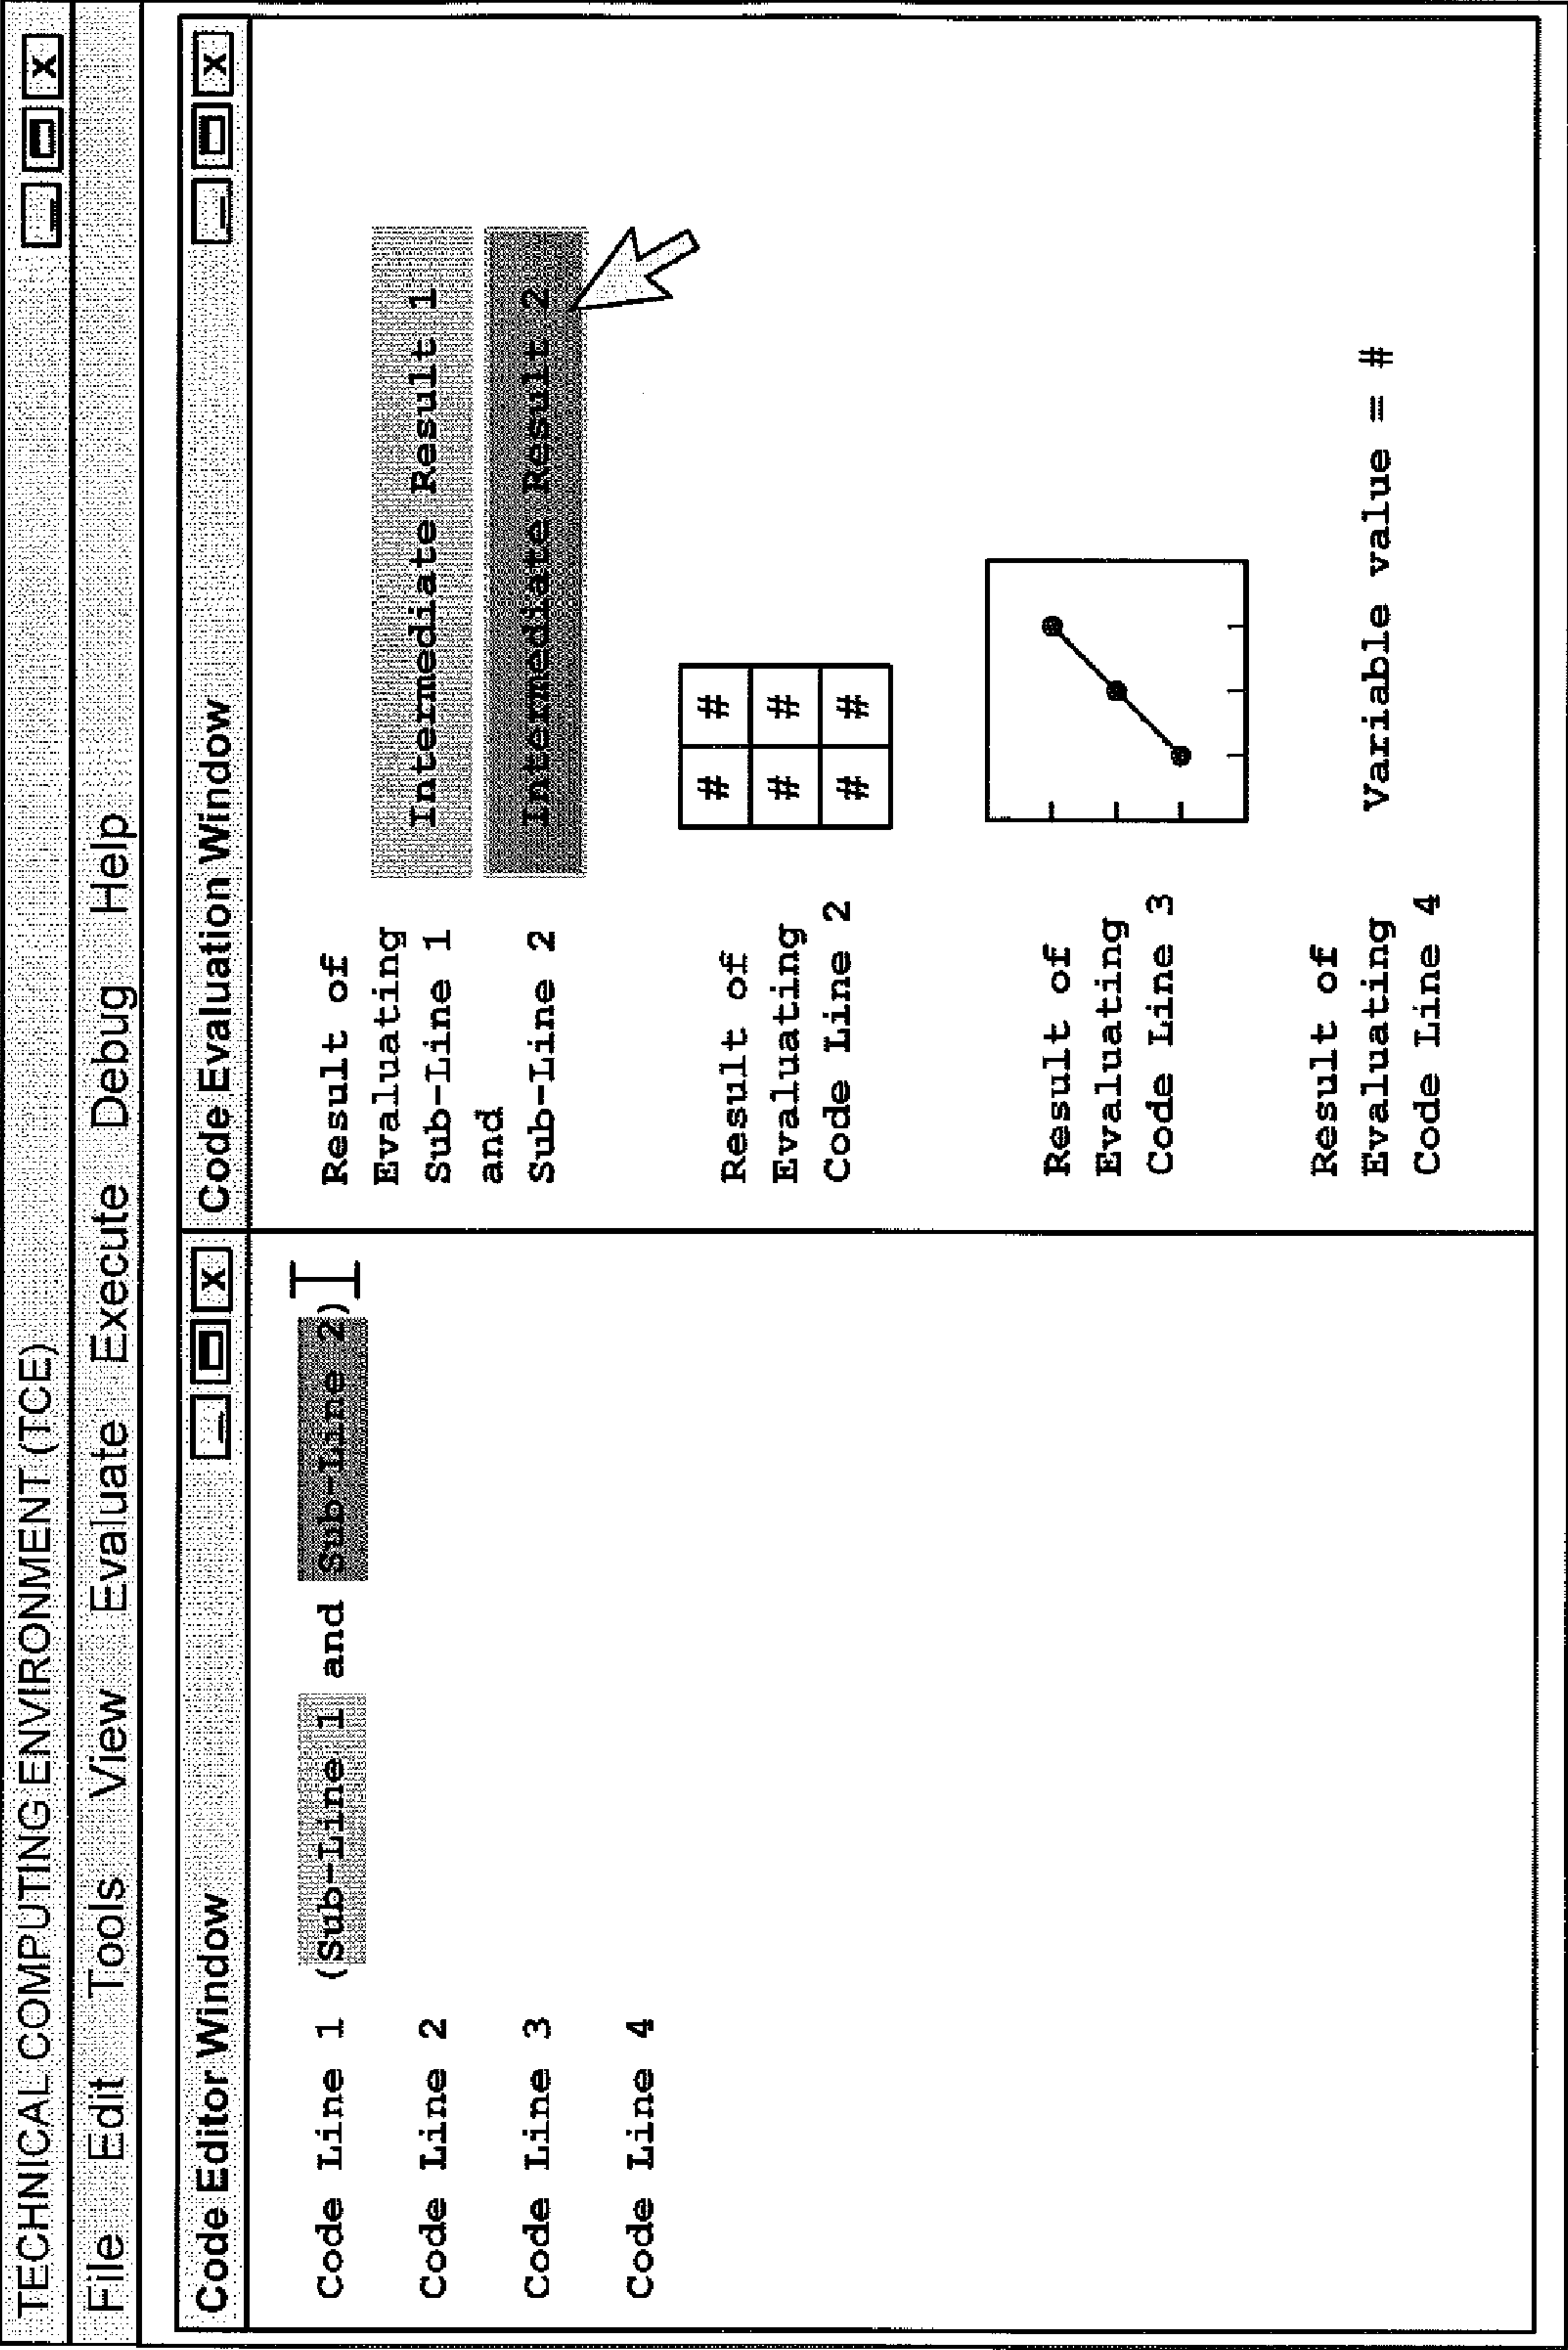 TECHNICAL COMPUTING ENVIRONMENT (TCE)
File Edit Tools View Evaluate Execute Debug Help
Code Editor Window
Code Line 1 (Sub-Line 1 and Sub-Line 2)
Code Line 2
Code Line 3
Code Line 4
Code Evaluation Window
Result of
Evaluating
Sub-Line 1
and
Sub-Line 2
Intermediate Result 1
Intermediate Result 2
Result of
Evaluating
Code Line 2
# #
# #
# #
Result of
Evaluating
Code Line 3
Result of
Evaluating
Code Line 4
Variable value = #